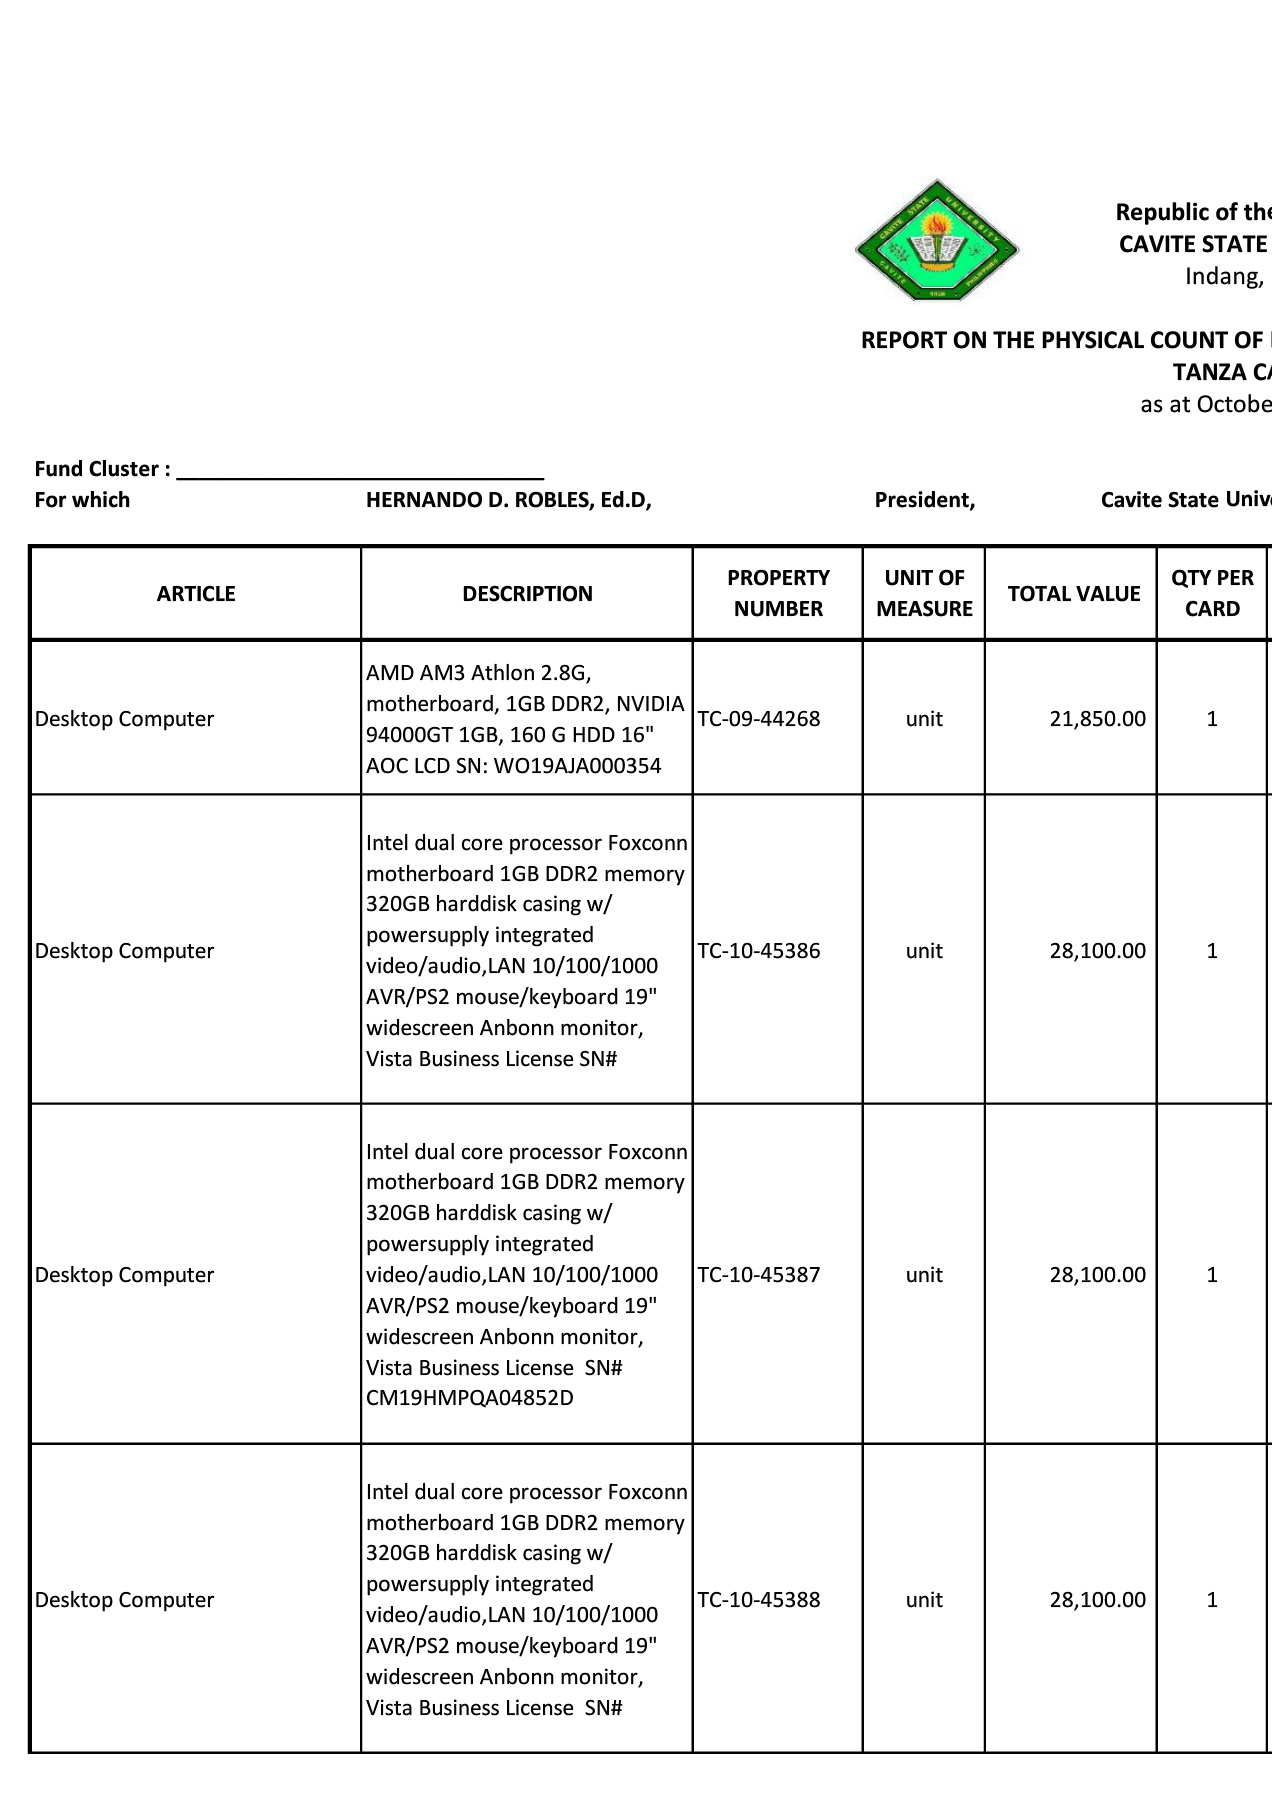 CAVITE STATE UNIVERSITY
CAVITE
PHILIPPINES
1906
Republic of the
CAVITE STATE
Indang,
REPORT ON THE PHYSICAL COUNT OF
TANZA CA
as at Octobe
Fund Cluster : ______________________________
For which HERNANDO D. ROBLES, Ed.D, President, Cavite State Unive
ARTICLE DESCRIPTION PROPERTY NUMBER UNIT OF MEASURE TOTAL VALUE QTY PER CARD
AMD AM3 Athlon 2.8G,
motherboard, 1GB DDR2, NVIDIA
Desktop Computer TC-09-44268 unit 21,850.00 1
94000GT 1GB, 160 G HDD 16"
AOC LCD SN: WO19AJA000354
Intel dual core processor Foxconn
motherboard 1GB DDR2 memory
320GB harddisk casing w/
powersupply integrated
Desktop Computer TC-10-45386 unit 28,100.00 1
video/audio,LAN 10/100/1000
AVR/PS2 mouse/keyboard 19"
widescreen Anbonn monitor,
Vista Business License SN#
Intel dual core processor Foxconn
motherboard 1GB DDR2 memory
320GB harddisk casing w/
powersupply integrated
Desktop Computer video/audio,LAN 10/100/1000 TC-10-45387 unit 28,100.00 1
AVR/PS2 mouse/keyboard 19"
widescreen Anbonn monitor,
Vista Business License  SN#
CM19HMPQA04852D
Intel dual core processor Foxconn
motherboard 1GB DDR2 memory
320GB harddisk casing w/
powersupply integrated
Desktop Computer TC-10-45388 unit 28,100.00 1
video/audio,LAN 10/100/1000
AVR/PS2 mouse/keyboard 19"
widescreen Anbonn monitor,
Vista Business License  SN#